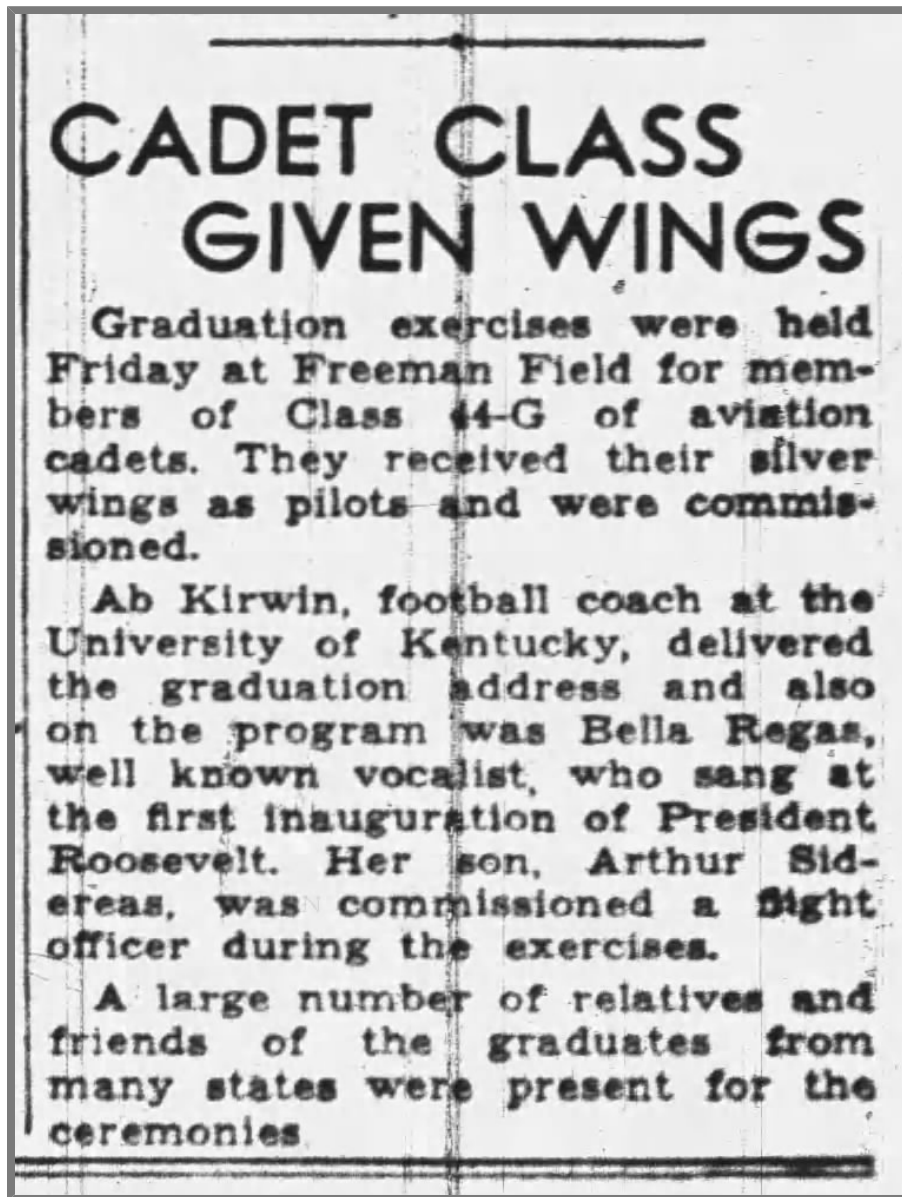 CADET CLASS
GIVEN WINGS
Graduation exercises were held
Friday at Freeman Field for mem-
bers of Class 44-G of aviation
cadets. They received their silver
wings as pilots and were commis-
sioned.
Ab Kirwin, football coach at the
University of Kentucky, delivered
the graduation address and also
on the program was Bella Regas,
well known vocalist, who sang at
the first inauguration of President
Roosevelt. Her son, Arthur Sid-
ereas, was commissioned a flight
officer during the exercises.
A large number of relatives and
friends of the graduates from
many states were present for the
ceremonies